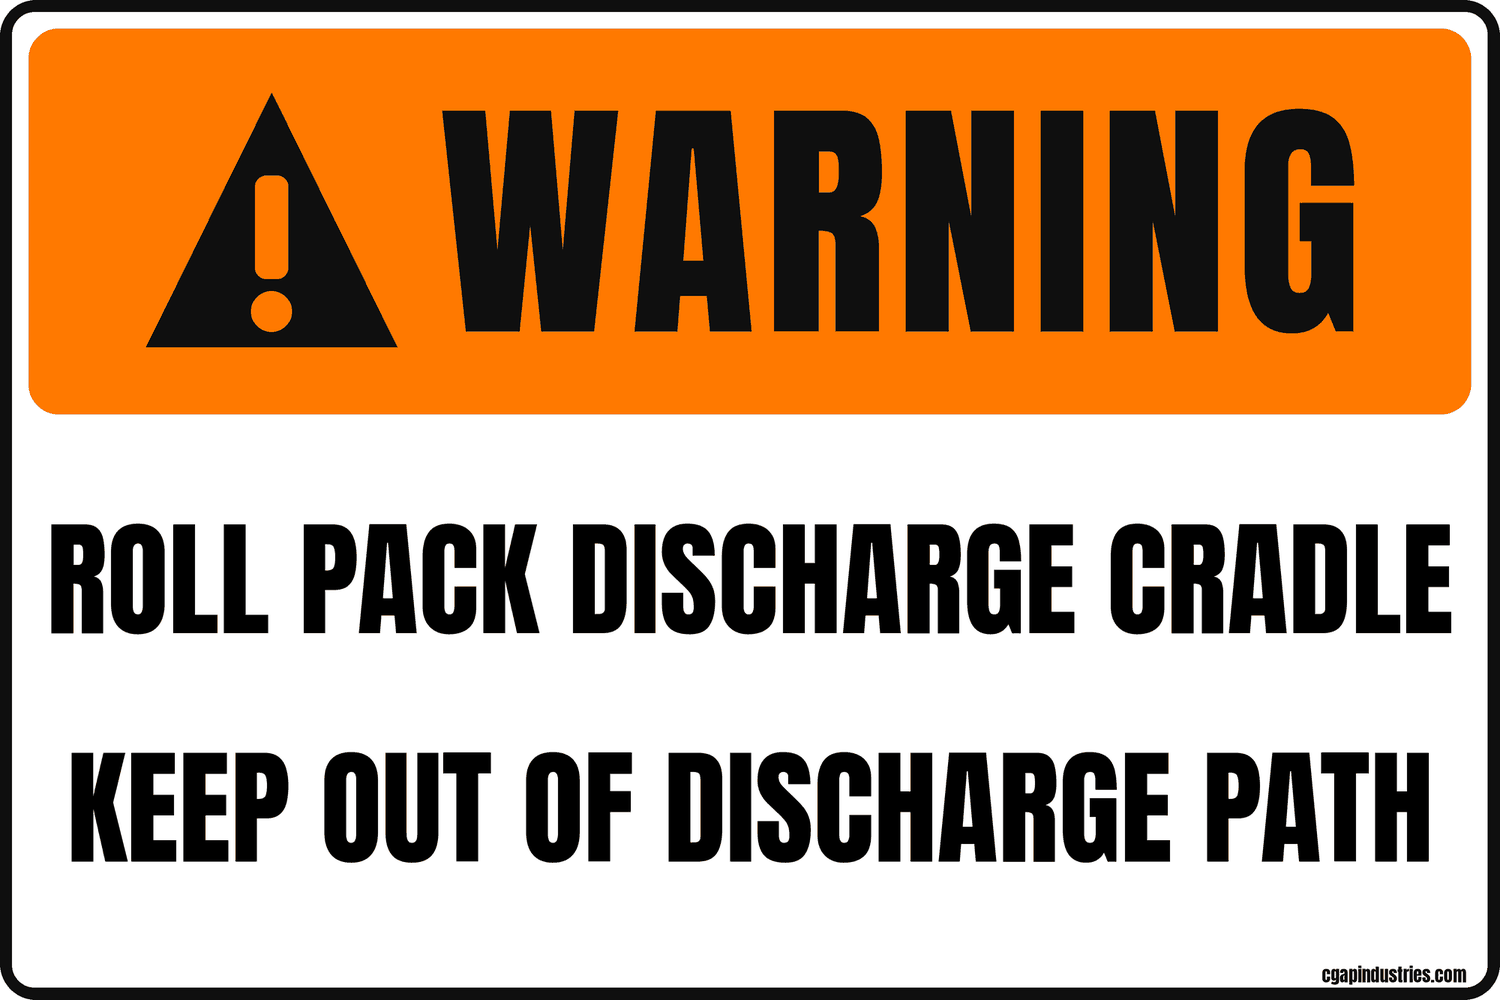 WARNING
ROLL PACK DISCHARGE CRADLE
KEEP OUT OF DISCHARGE PATH
cgapindustries.com